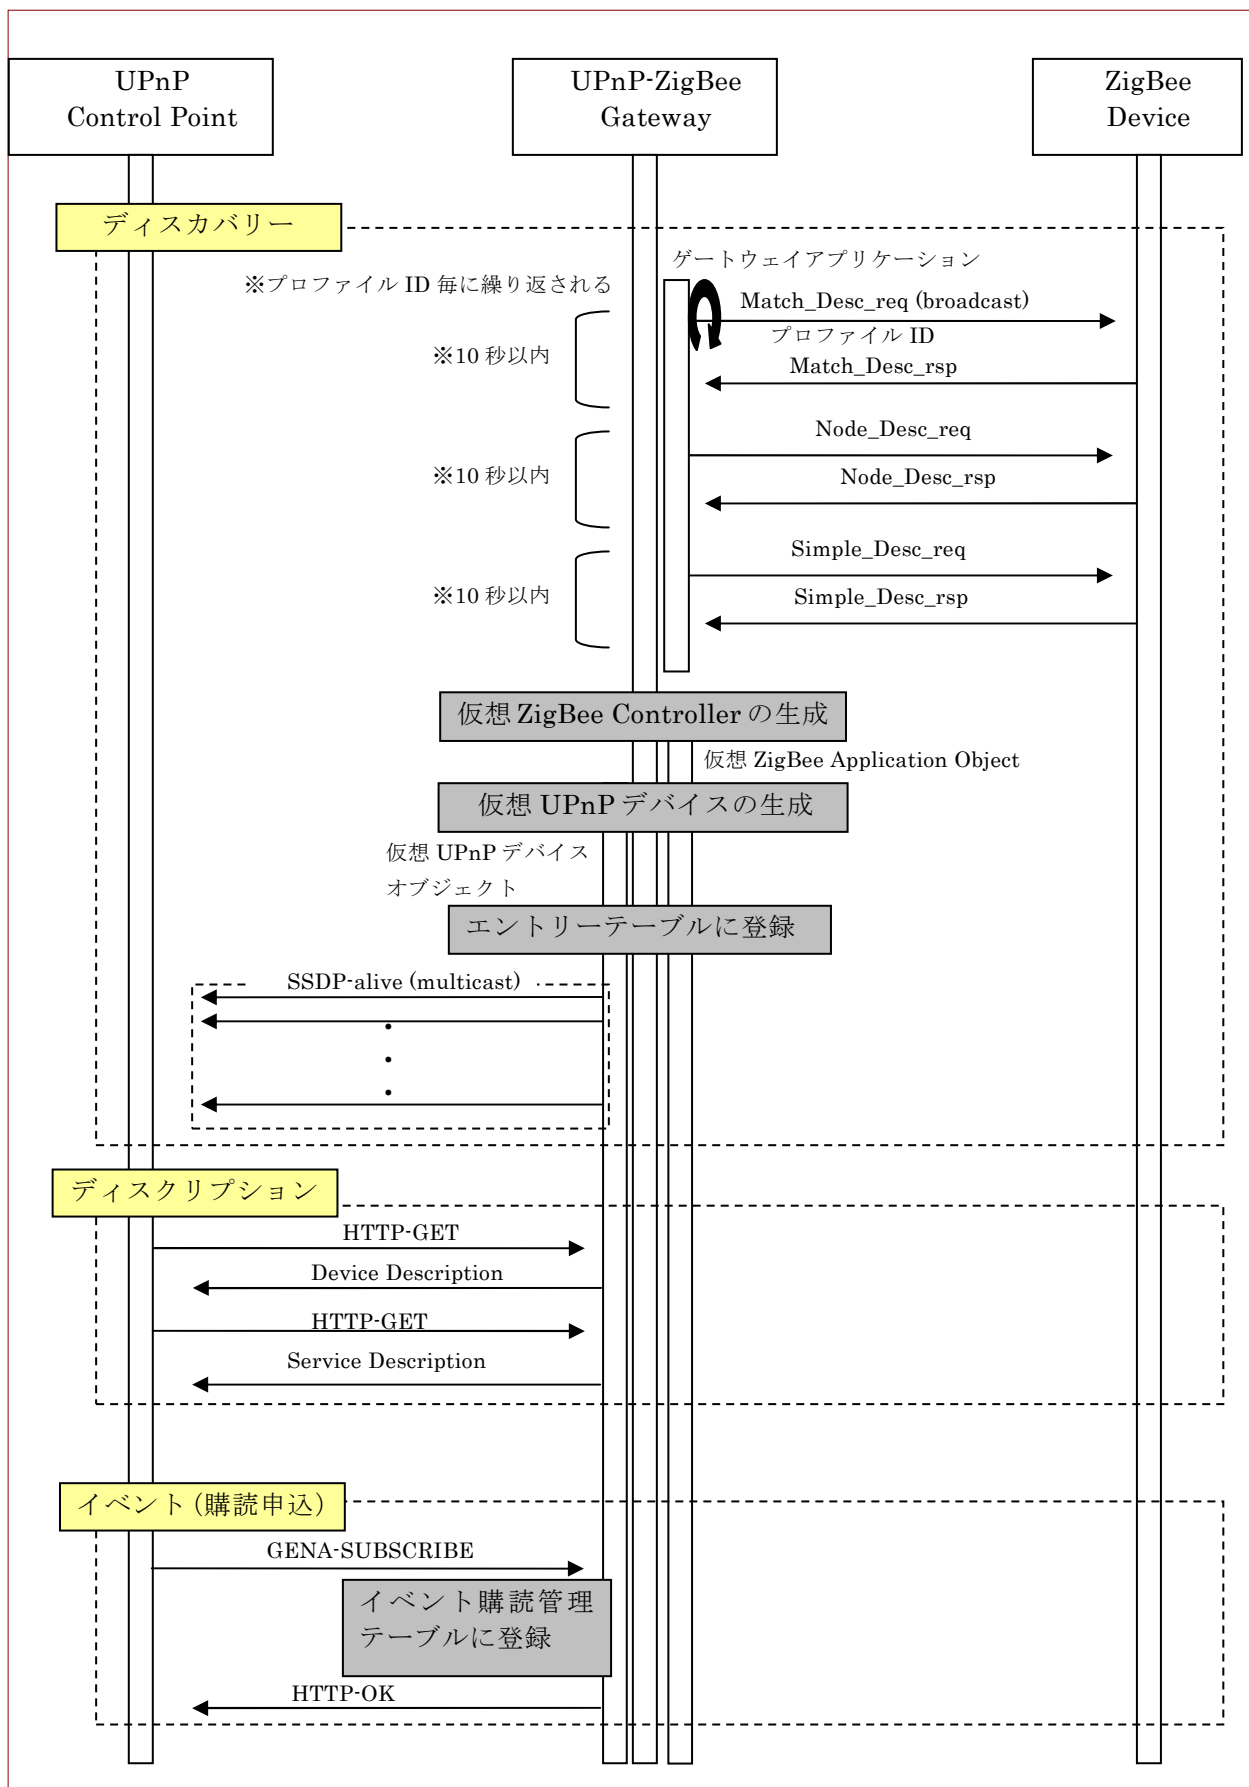 UPnP
Control Point
UPnP-ZigBee
Gateway
ZigBee
Device
ディスカバリー
ゲートウェイアプリケーション
※プロファイル ID 毎に繰り返される
Match_Desc_req (broadcast)
プロファイル ID
※10 秒以内
Match_Desc_rsp
Node_Desc_req
※10 秒以内
Node_Desc_rsp
Simple_Desc_req
※10 秒以内
Simple_Desc_rsp
仮想 ZigBee Controller の生成
仮想 ZigBee Application Object
仮想 UPnP デバイスの生成
仮想 UPnP デバイス
オブジェクト
エントリーテーブルに登録
SSDP-alive (multicast)
・
・
・
ディスクリプション
HTTP-GET
Device Description
HTTP-GET
Service Description
イベント(購読申込)
GENA-SUBSCRIBE
イベント購読管理
テーブルに登録
HTTP-OK